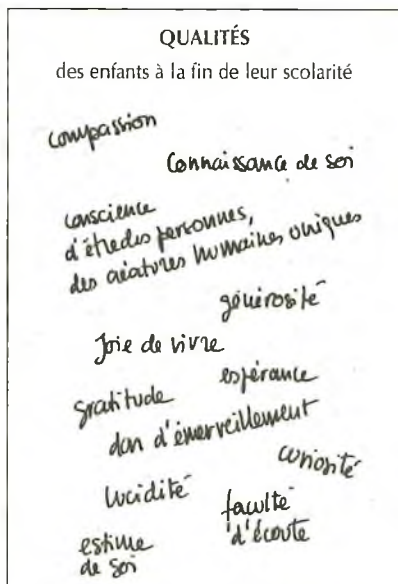 QUALITÉS
des enfants à la fin de leur scolarité
compassion
Connaissance de soi
conscience
d'être des personnes,
des créatures humaines uniques
générosité
Joie de vivre
espérance
gratitude
don d'émerveillement
curiosité
lucidité
faculté
d'écoute
estime
de soi